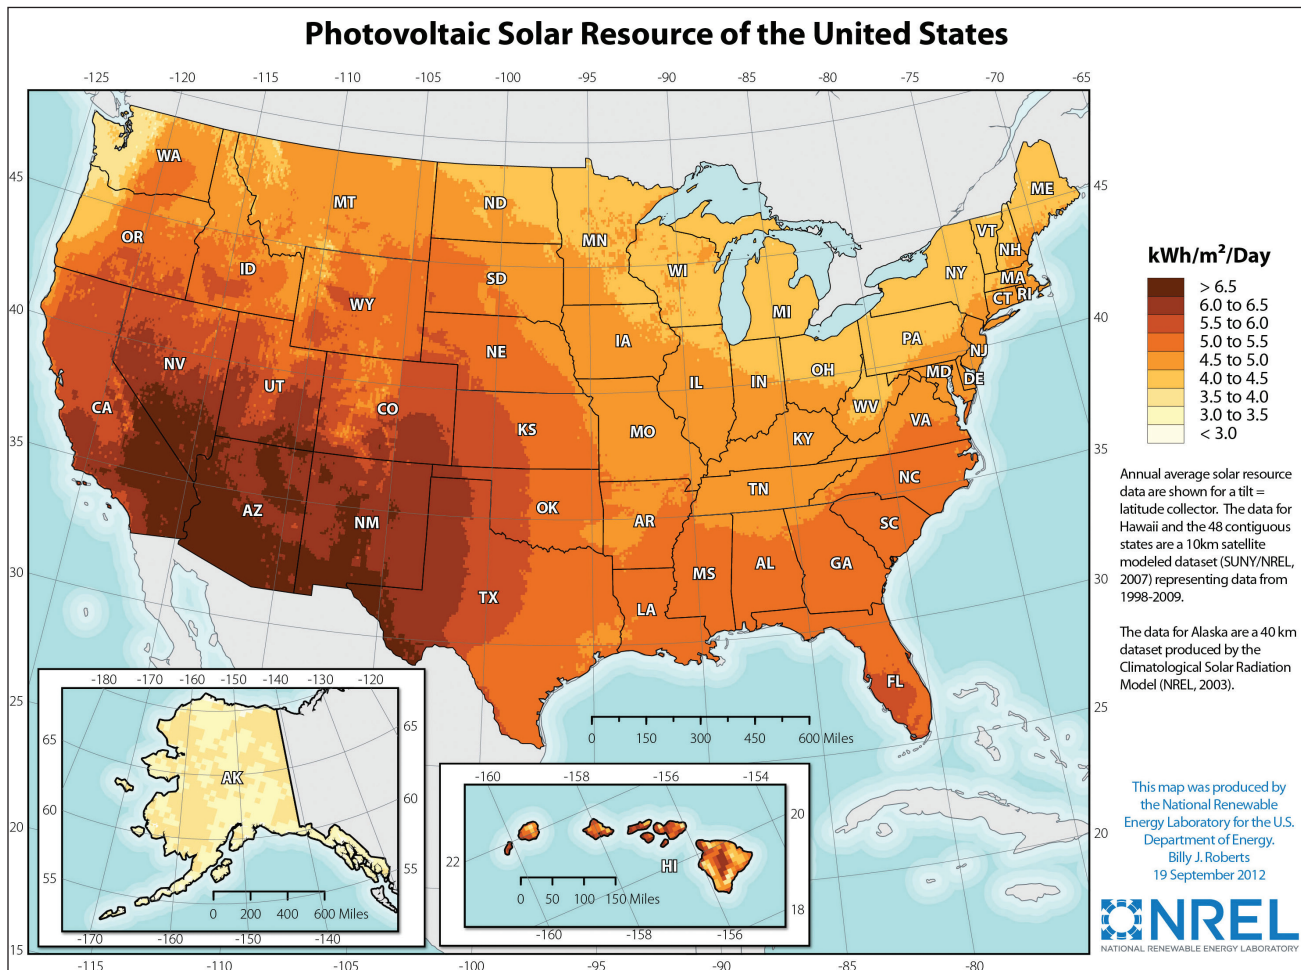 Photovoltaic Solar Resource of the United States
-125 -120 -115 -110 -105 -100 -95 -90 -85 -80 -75 -70 -65
45
40
35
30
25
20
15
45
40
35
30
25
20
-115 -110 -105 -100 -95 -90 -85 -80
WA
OR
CA
NV
ID
MT
WY
UT
CO
AZ
NM
ND
SD
NE
KS
OK
TX
MN
IA
MO
AR
LA
WI
IL
MI
IN
OH
KY
TN
MS
AL
GA
FL
SC
NC
VA
WV
PA
NY
MD
DE
NJ
CT
RI
MA
VT
NH
ME
0 150 300 450 600 Miles
-180 -170 -160 -150 -140 -130 -120
65
60
55
65
60
55
AK
0 200 400 600 Miles
-170 -160 -150 -140
-160 -158 -156 -154
22
20
18
HI
0 50 100 150 Miles
-160 -158 -156
kWh/m²/Day
> 6.5
6.0 to 6.5
5.5 to 6.0
5.0 to 5.5
4.5 to 5.0
4.0 to 4.5
3.5 to 4.0
3.0 to 3.5
< 3.0
Annual average solar resource
data are shown for a tilt =
latitude collector. The data for
Hawaii and the 48 contiguous
states are a 10km satellite
modeled dataset (SUNY/NREL,
2007) representing data from
1998-2009.
The data for Alaska are a 40 km
dataset produced by the
Climatological Solar Radiation
Model (NREL, 2003).
This map was produced by
the National Renewable
Energy Laboratory for the U.S.
Department of Energy.
Billy J. Roberts
19 September 2012
NREL
NATIONAL RENEWABLE ENERGY LABORATORY